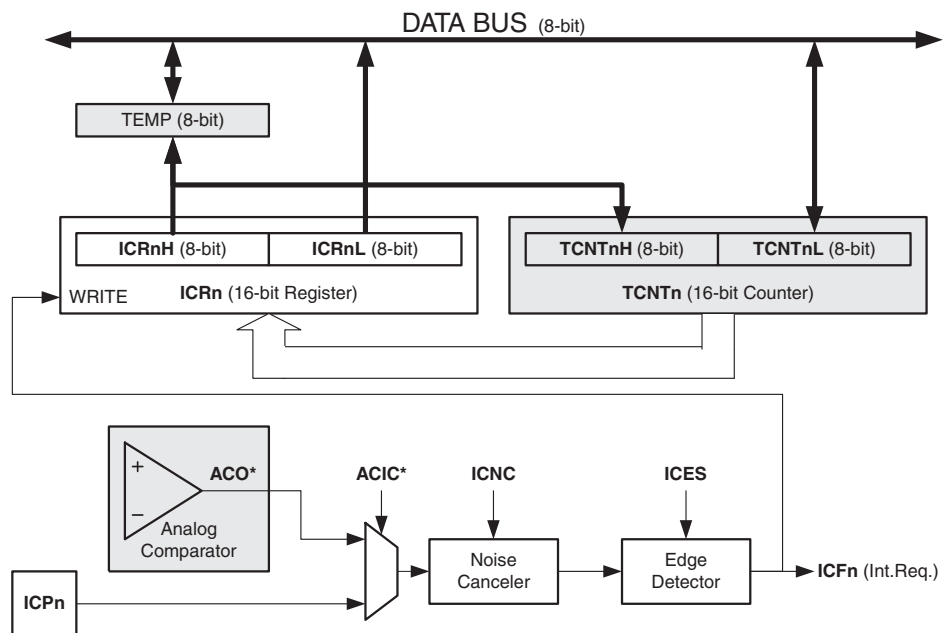 DATA BUS (8-bit)
TEMP (8-bit)
ICRnH (8-bit)
ICRnL (8-bit)
TCNTnH (8-bit)
TCNTnL (8-bit)
WRITE
ICRn (16-bit Register)
TCNTn (16-bit Counter)
+
−
ACO*
Analog
Comparator
ACIC*
ICNC
ICES
Noise
Canceler
Edge
Detector
ICFn (Int.Req.)
ICPn